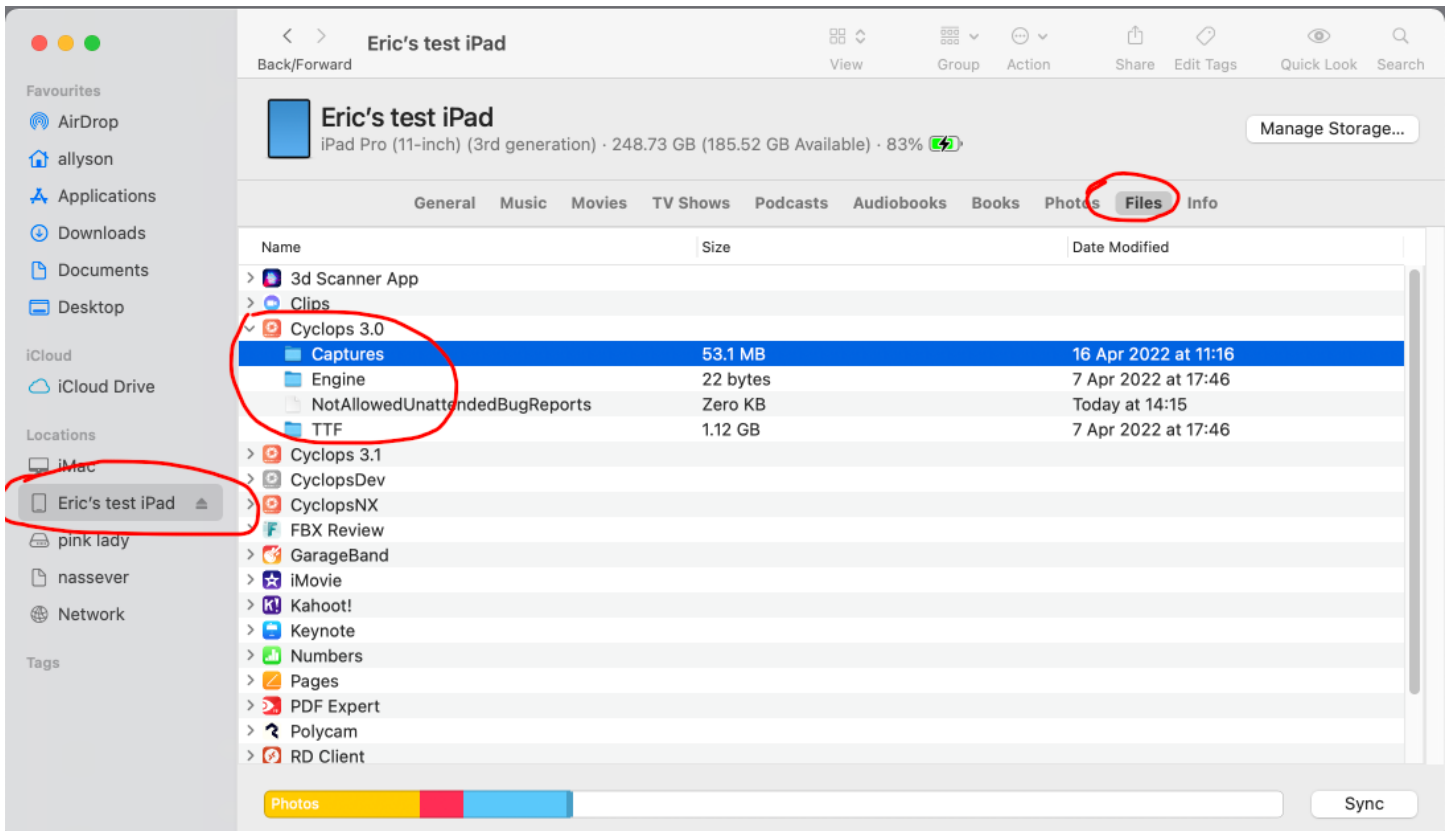 Eric's test iPad
Back/Forward
View
Group
Action
Share
Edit Tags
Quick Look
Search
Favourites
AirDrop
allyson
Applications
Downloads
Documents
Desktop
iCloud
iCloud Drive
Locations
iMac
Eric's test iPad
pink lady
nassever
Network
Tags
Eric's test iPad
iPad Pro (11-inch) (3rd generation) · 248.73 GB (185.52 GB Available) · 83%
Manage Storage...
General Music Movies TV Shows Podcasts Audiobooks Books Photos Files Info
Name Size Date Modified
3d Scanner App
Clips
Cyclops 3.0
Captures 53.1 MB 16 Apr 2022 at 11:16
Engine 22 bytes 7 Apr 2022 at 17:46
NotAllowedUnattendedBugReports Zero KB Today at 14:15
TTF 1.12 GB 7 Apr 2022 at 17:46
Cyclops 3.1
CyclopsDev
CyclopsNX
FBX Review
GarageBand
iMovie
Kahoot!
Keynote
Numbers
Pages
PDF Expert
Polycam
RD Client
Photos
Sync